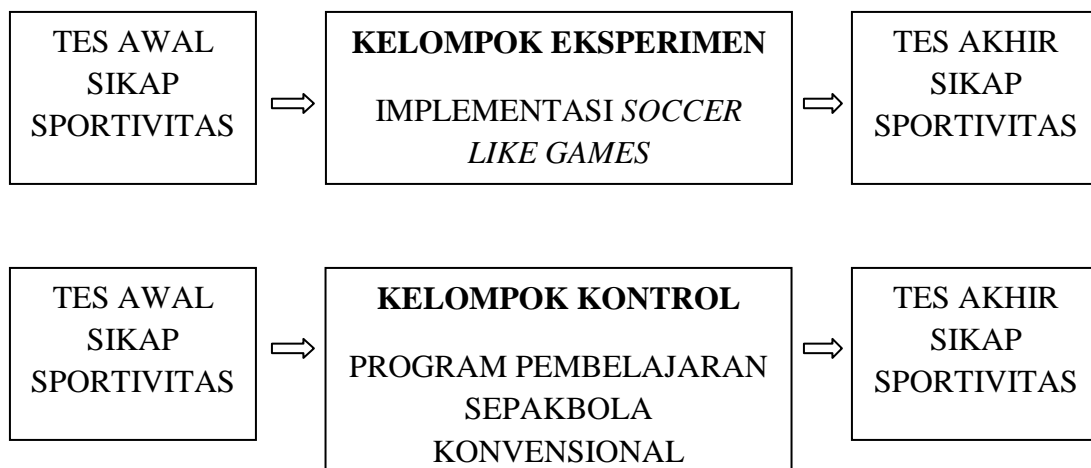 TES AWAL
SIKAP
SPORTIVITAS
KELOMPOK EKSPERIMEN
IMPLEMENTASI SOCCER
LIKE GAMES
TES AKHIR
SIKAP
SPORTIVITAS
TES AWAL
SIKAP
SPORTIVITAS
KELOMPOK KONTROL
PROGRAM PEMBELAJARAN
SEPAKBOLA
KONVENSIONAL
TES AKHIR
SIKAP
SPORTIVITAS